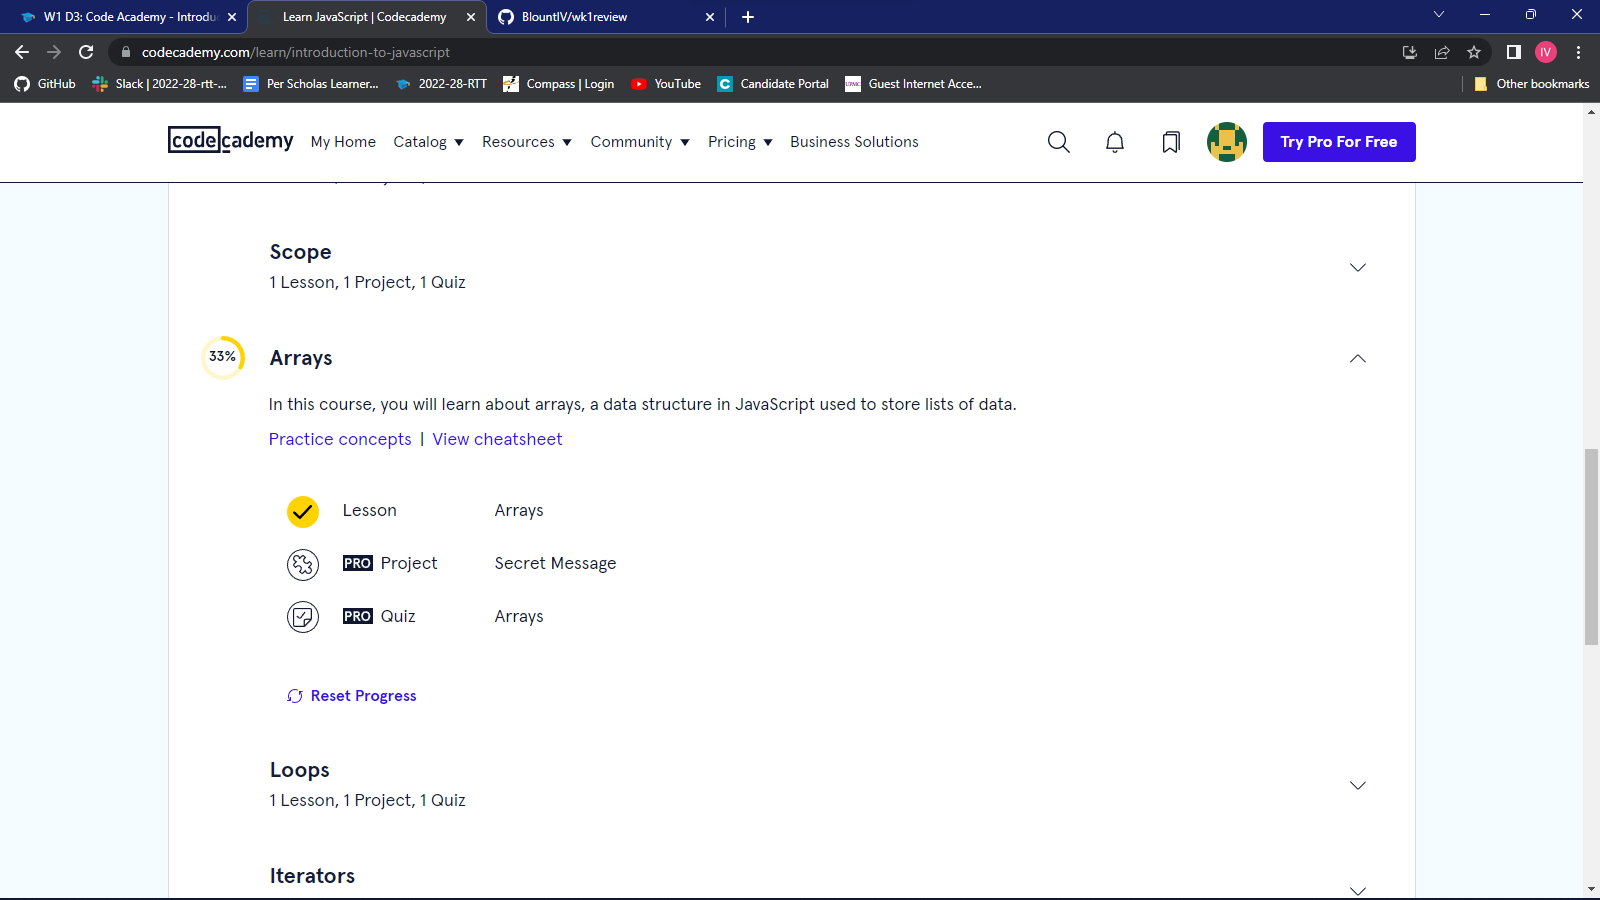 W1 D3: Code Academy - Introdu
Learn JavaScript | Codecademy
BlountIV/wk1review
codecademy.com/learn/introduction-to-javascript
IV
GitHub
Slack | 2022-28-rtt-...
Per Scholas Learner...
2022-28-RTT
Compass | Login
YouTube
Candidate Portal
Guest Internet Acce...
Other bookmarks
codecademy
My Home
Catalog
Resources
Community
Pricing
Business Solutions
Try Pro For Free
Scope
1 Lesson, 1 Project, 1 Quiz
33%
Arrays
In this course, you will learn about arrays, a data structure in JavaScript used to store lists of data.
Practice concepts | View cheatsheet
Lesson Arrays
PRO Project Secret Message
PRO Quiz Arrays
Reset Progress
Loops
1 Lesson, 1 Project, 1 Quiz
Iterators